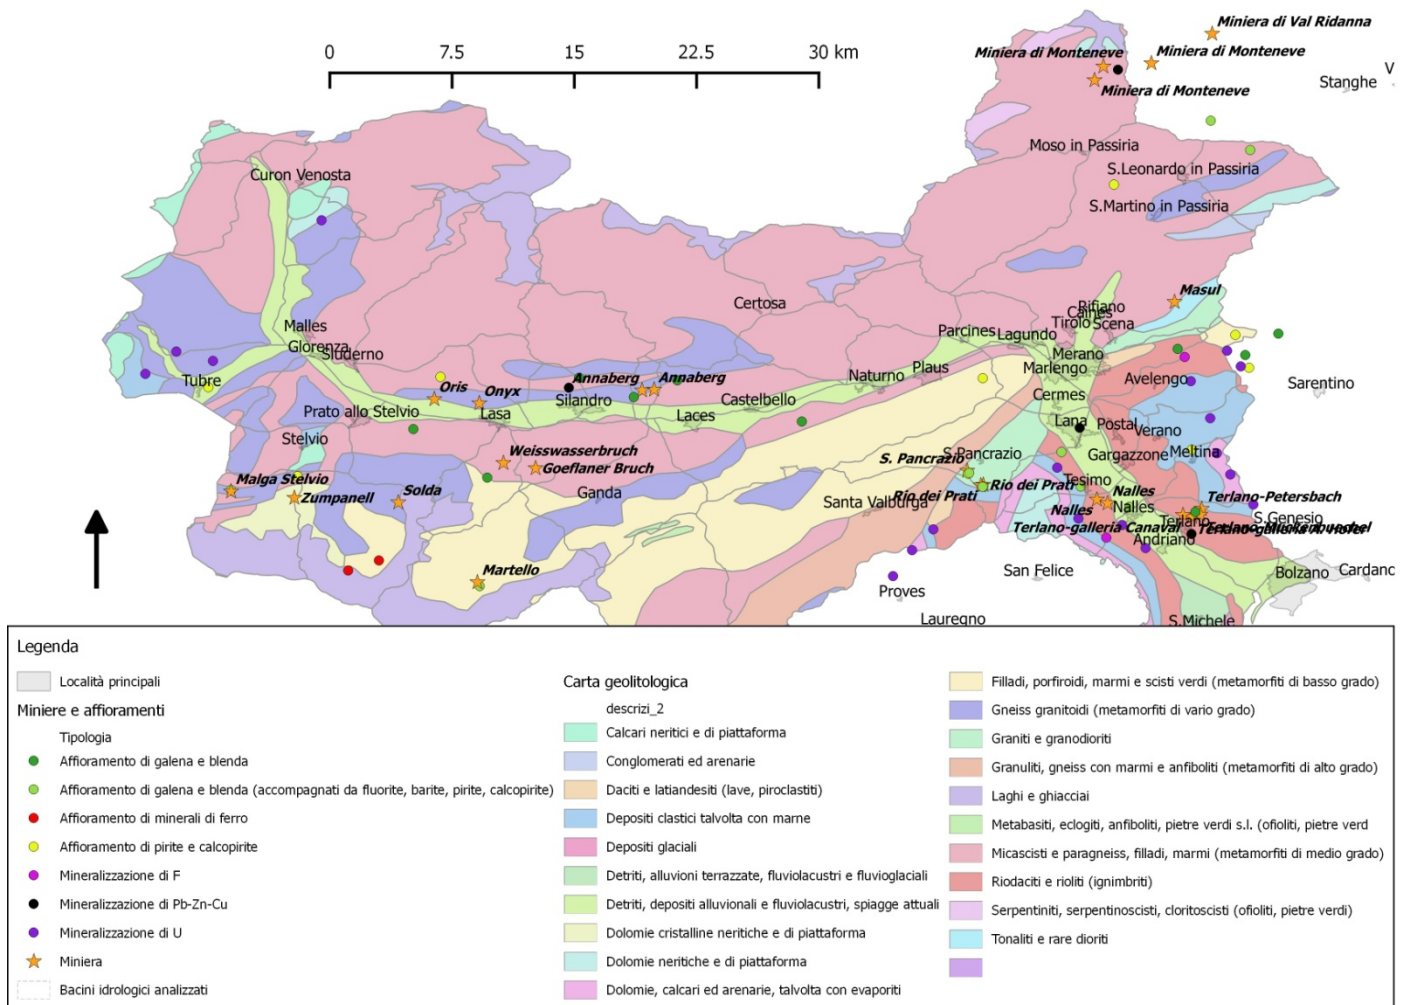 Miniera di Val Ridanna
0 7.5 15 22.5 30 km
Miniera di Monteneve
Miniera di Monteneve
V
Stanghe
Miniera di Monteneve
Moso in Passiria
Curon Venosta
S.Leonardo in Passiria
S.Martino in Passiria
Masul
Certosa
Rifiano
Caines
Malles
Parcines
Lagundo
Tirolo
Scena
Glorenza
Sluderno
Merano
Plaus
Marlengo
Tubre
Annaberg
Annaberg
Naturno
Avelengo
Sarentino
Oris
Onyx
Silandro
Castelbello
Cermes
Prato allo Stelvio
Lasa
Laces
Lana
Postal
Verano
Stelvio
Weisswasserbruch
S. Pancrazio
S.Pancrazio
Gargazzone
Meltina
Goeflaner Bruch
Malga Stelvio
Zumpanell
Solda
Ganda
Rio dei Prati
Rio dei Prati
Tesimo
Nalles
Terlano-Petersbach
Santa Valburga
Nalles
Nalles
Terlano
S.Genesio
Terlano-galleria Canaval
Andriano
Martello
San Felice
Bolzano
Cardanc
Proves
Lauregno
S.Michele
Legenda
Località principali
Miniere e affioramenti
Tipologia
Affioramento di galena e blenda
Affioramento di galena e blenda (accompagnati da fluorite, barite, pirite, calcopirite)
Affioramento di minerali di ferro
Affioramento di pirite e calcopirite
Mineralizzazione di F
Mineralizzazione di Pb-Zn-Cu
Mineralizzazione di U
Miniera
Bacini idrologici analizzati
Carta geolitologica
descrizi_2
Calcari neritici e di piattaforma
Conglomerati ed arenarie
Daciti e latiandesiti (lave, piroclastiti)
Depositi clastici talvolta con marne
Depositi glaciali
Detriti, alluvioni terrazzate, fluviolacustri e fluvioglaciali
Detriti, depositi alluvionali e fluviolacustri, spiagge attuali
Dolomie cristalline neritiche e di piattaforma
Dolomie neritiche e di piattaforma
Dolomie, calcari ed arenarie, talvolta con evaporiti
Filladi, porfiroidi, marmi e scisti verdi (metamorfiti di basso grado)
Gneiss granitoidi (metamorfiti di vario grado)
Graniti e granodioriti
Granuliti, gneiss con marmi e anfiboliti (metamorfiti di alto grado)
Laghi e ghiacciai
Metabasiti, eclogiti, anfiboliti, pietre verdi s.l. (ofioliti, pietre verd
Micascisti e paragneiss, filladi, marmi (metamorfiti di medio grado)
Riodaciti e rioliti (ignimbriti)
Serpentiniti, serpentinoscisti, cloritoscisti (ofioliti, pietre verdi)
Tonaliti e rare dioriti